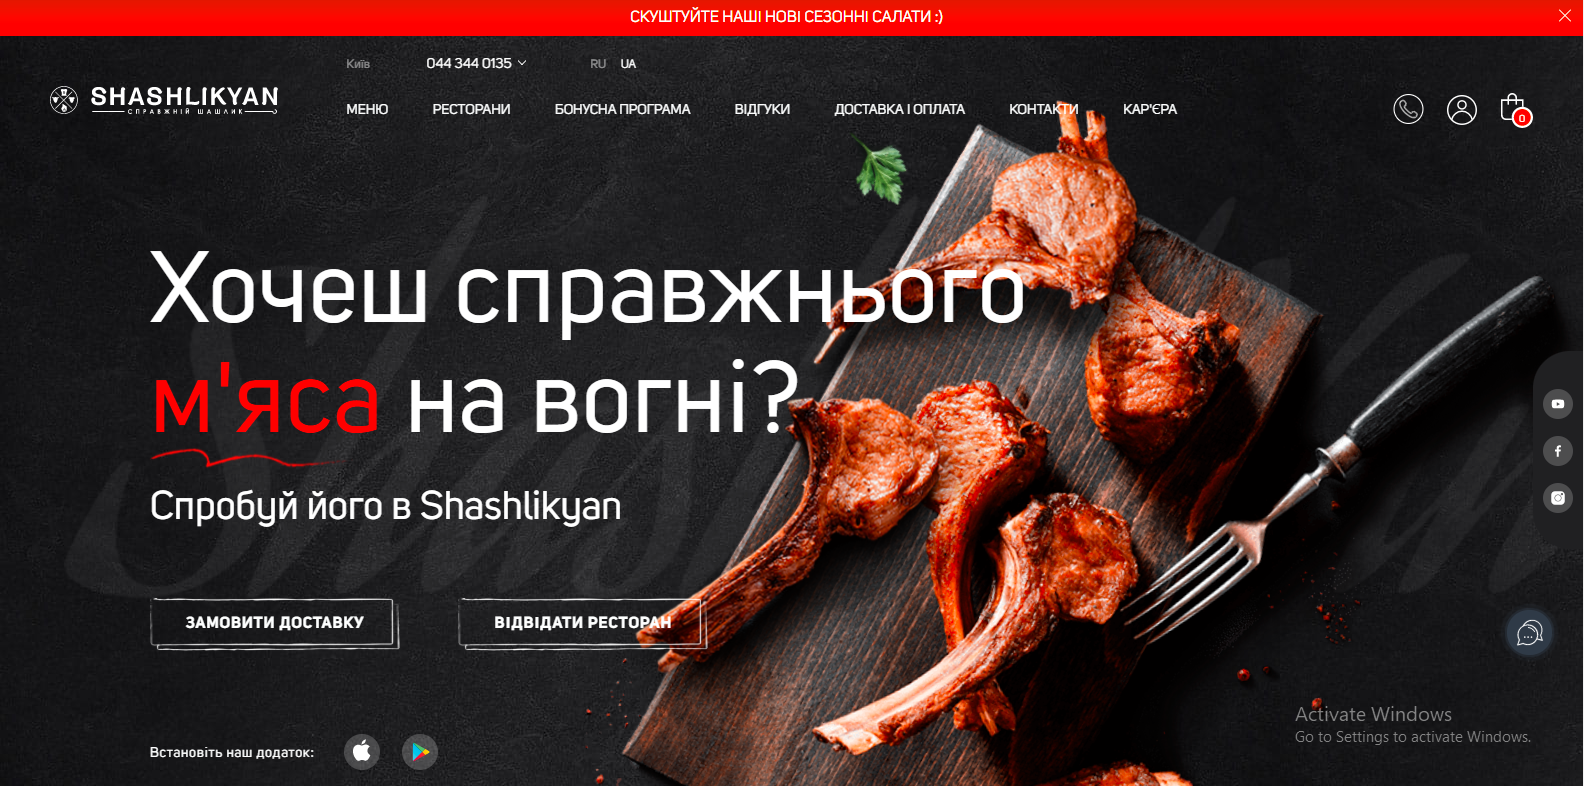 СКУШТУЙТЕ НАШІ НОВІ СЕЗОННІ САЛАТИ :)
Київ 044 344 0135 RU UA
SHASHLIKYAN
СПРАВЖНІЙ ШАШЛИК
МЕНЮ РЕСТОРАНИ БОНУСНА ПРОГРАМА ВІДГУКИ ДОСТАВКА І ОПЛАТА КОНТАКТИ КАР'ЄРА
0
Хочеш справжнього
м'яса на вогні?
Спробуй його в Shashlikyan
ЗАМОВИТИ ДОСТАВКУ ВІДВІДАТИ РЕСТОРАН
Встановіть наш додаток:
Activate Windows
Go to Settings to activate Windows.